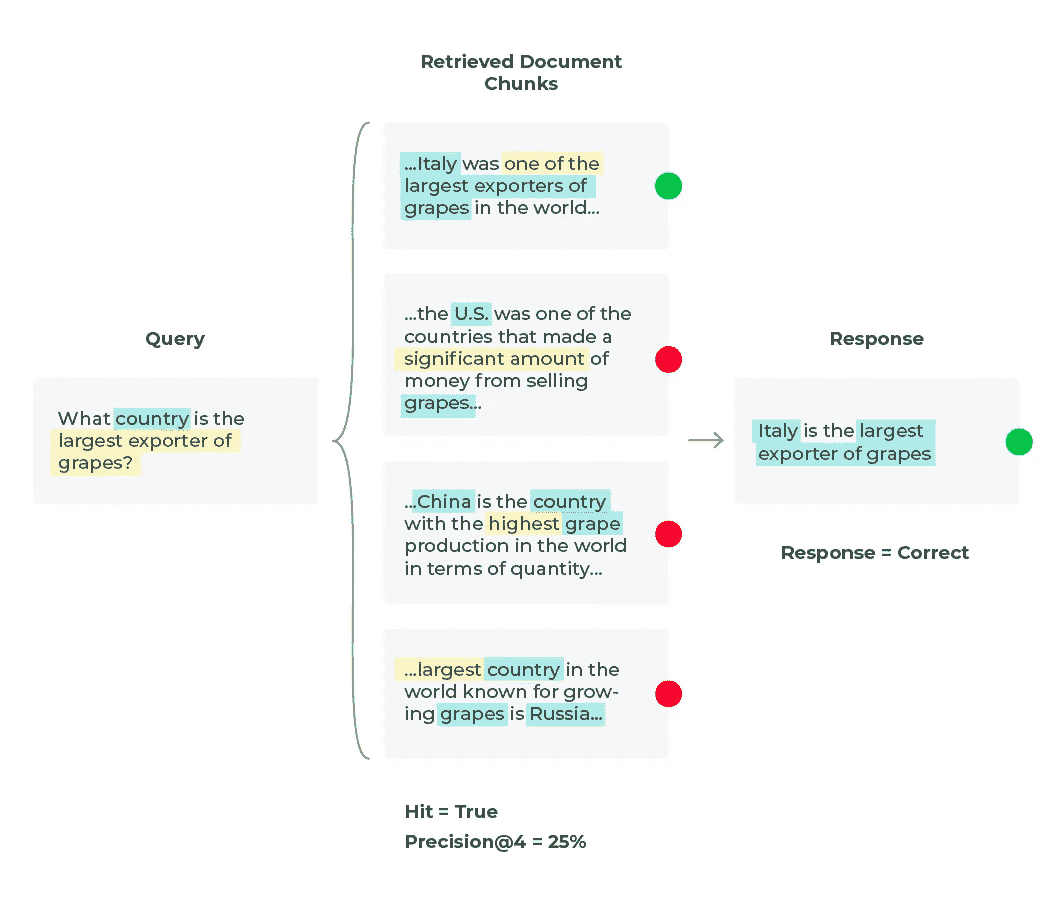 Query
What country is the
largest exporter of
grapes?
Retrieved Document
Chunks
...Italy was one of the
largest exporters of
grapes in the world...
...the U.S. was one of the
countries that made a
significant amount of
money from selling
grapes...
...China is the country
with the highest grape
production in the world
in terms of quantity...
...largest country in the
world known for grow-
ing grapes is Russia...
Hit = True
Precision@4 = 25%
Response
Italy is the largest
exporter of grapes
Response = Correct